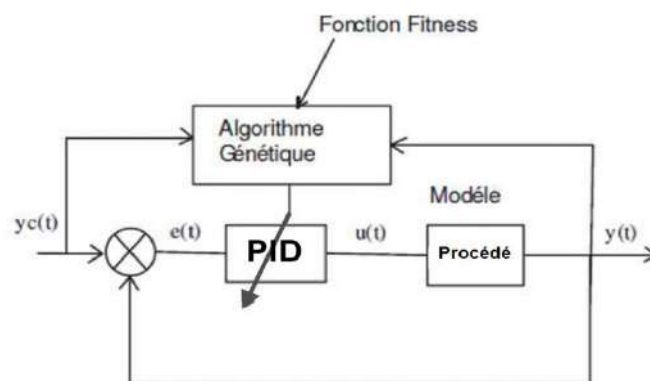 Fonction Fitness
Algorithme
Génétique
Modéle
yc(t)
e(t)
PID
u(t)
Procédé
y(t)